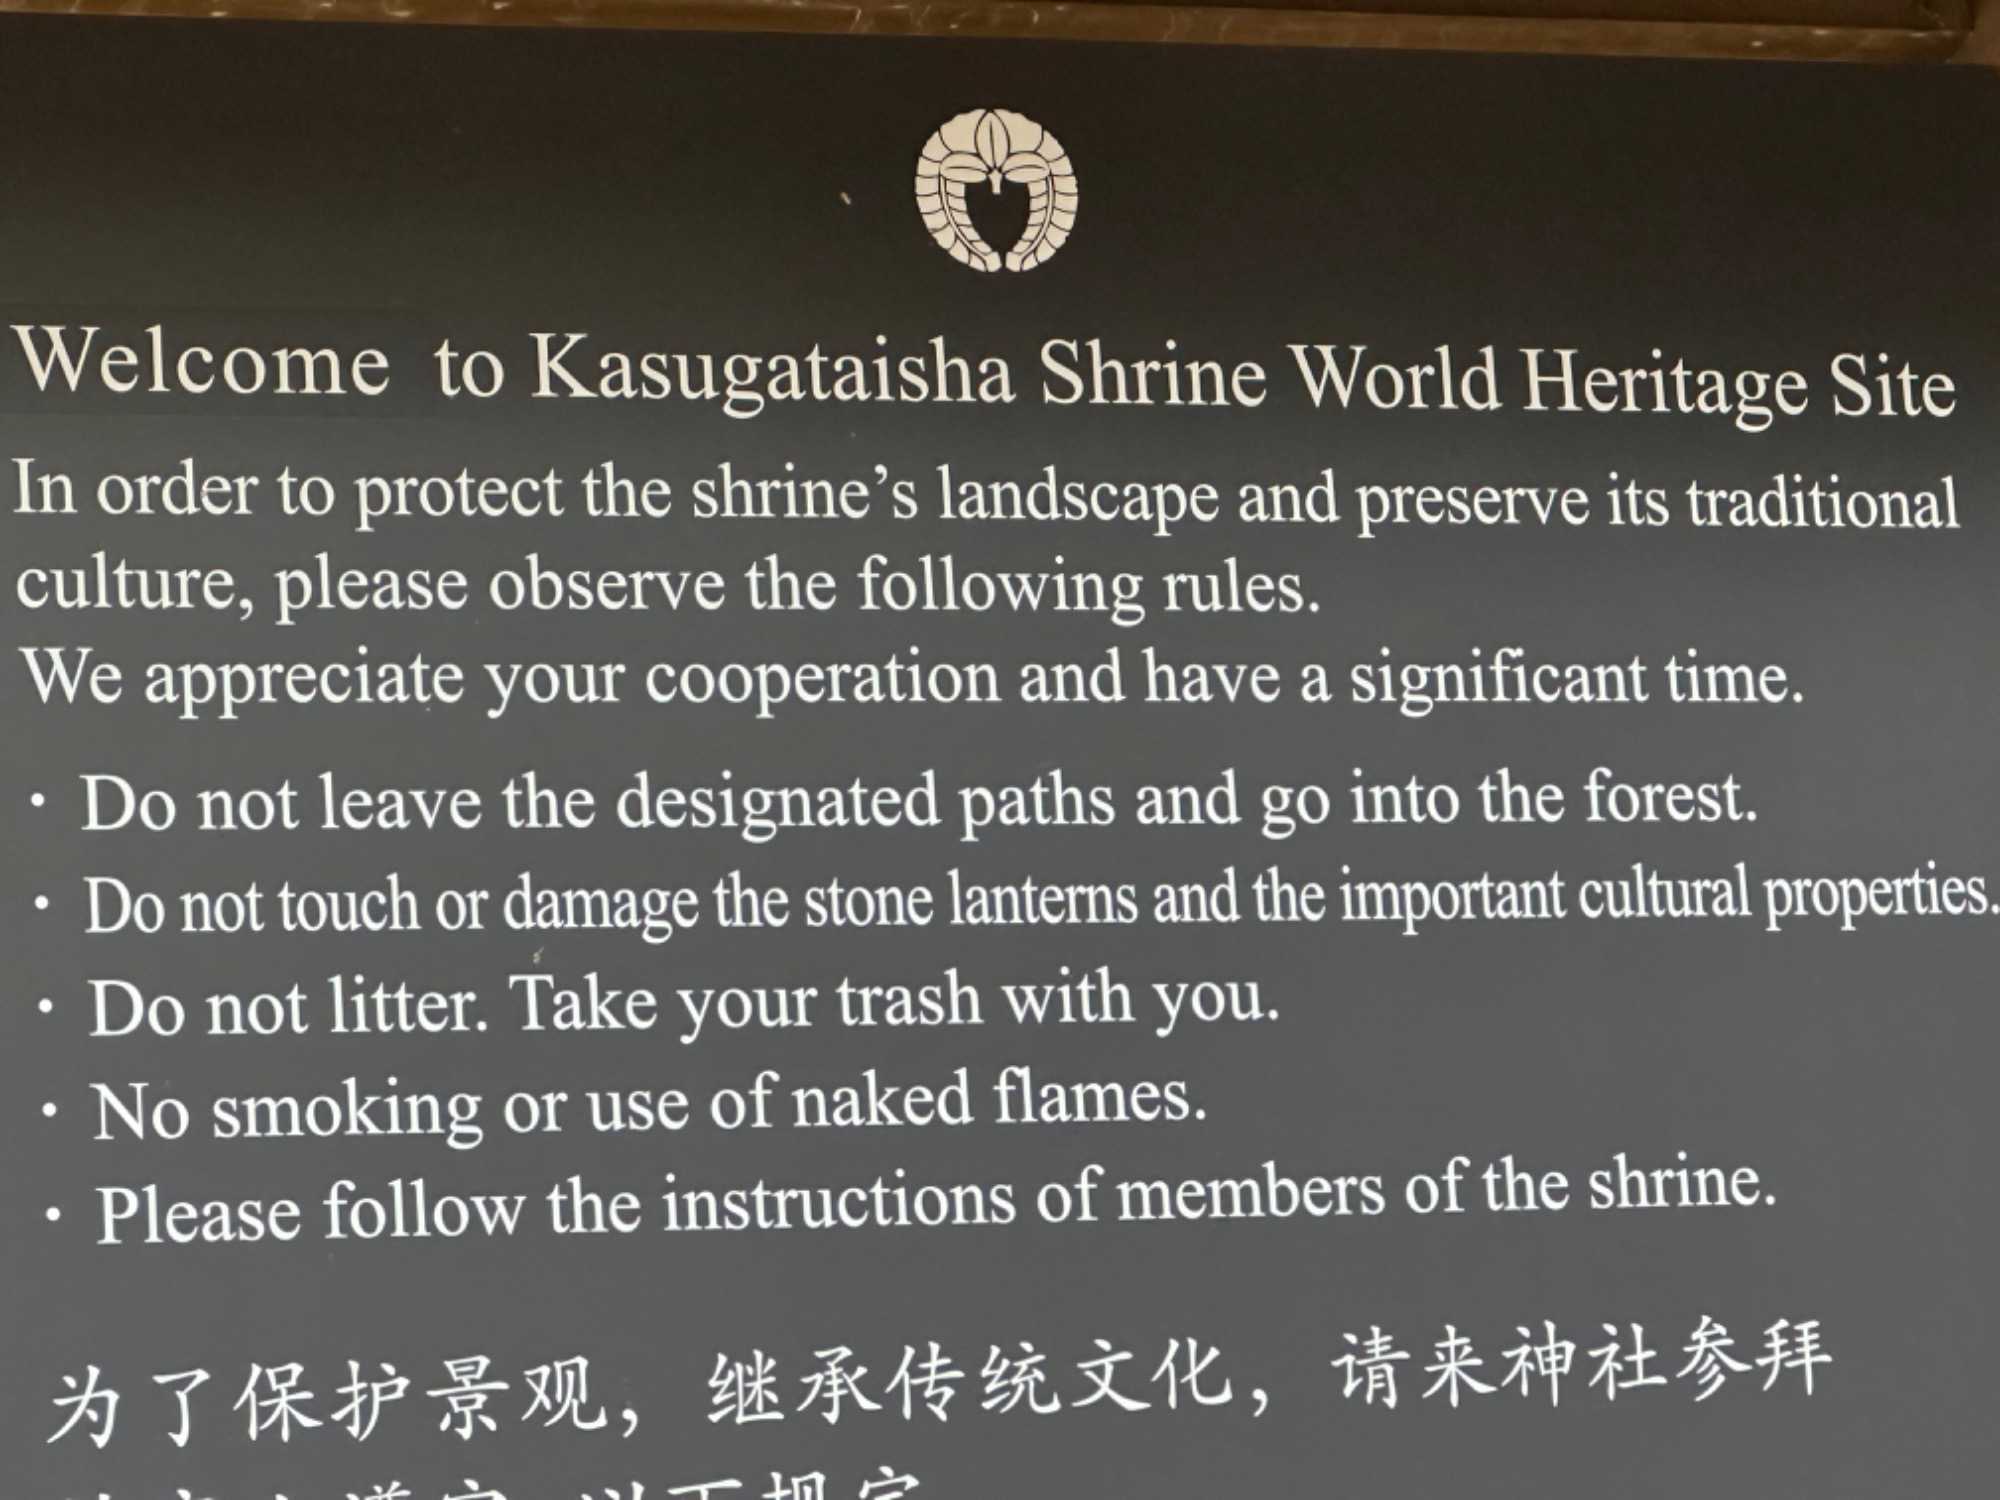 Welcome to Kasugataisha Shrine World Heritage Site
In order to protect the shrine's landscape and preserve its traditional
culture, please observe the following rules.
We appreciate your cooperation and have a significant time.
・Do not leave the designated paths and go into the forest.
・Do not touch or damage the stone lanterns and the important cultural properties.
・Do not litter. Take your trash with you.
・No smoking or use of naked flames.
・Please follow the instructions of members of the shrine.
为了保护景观，继承传统文化，请来神社参拜
以下规定